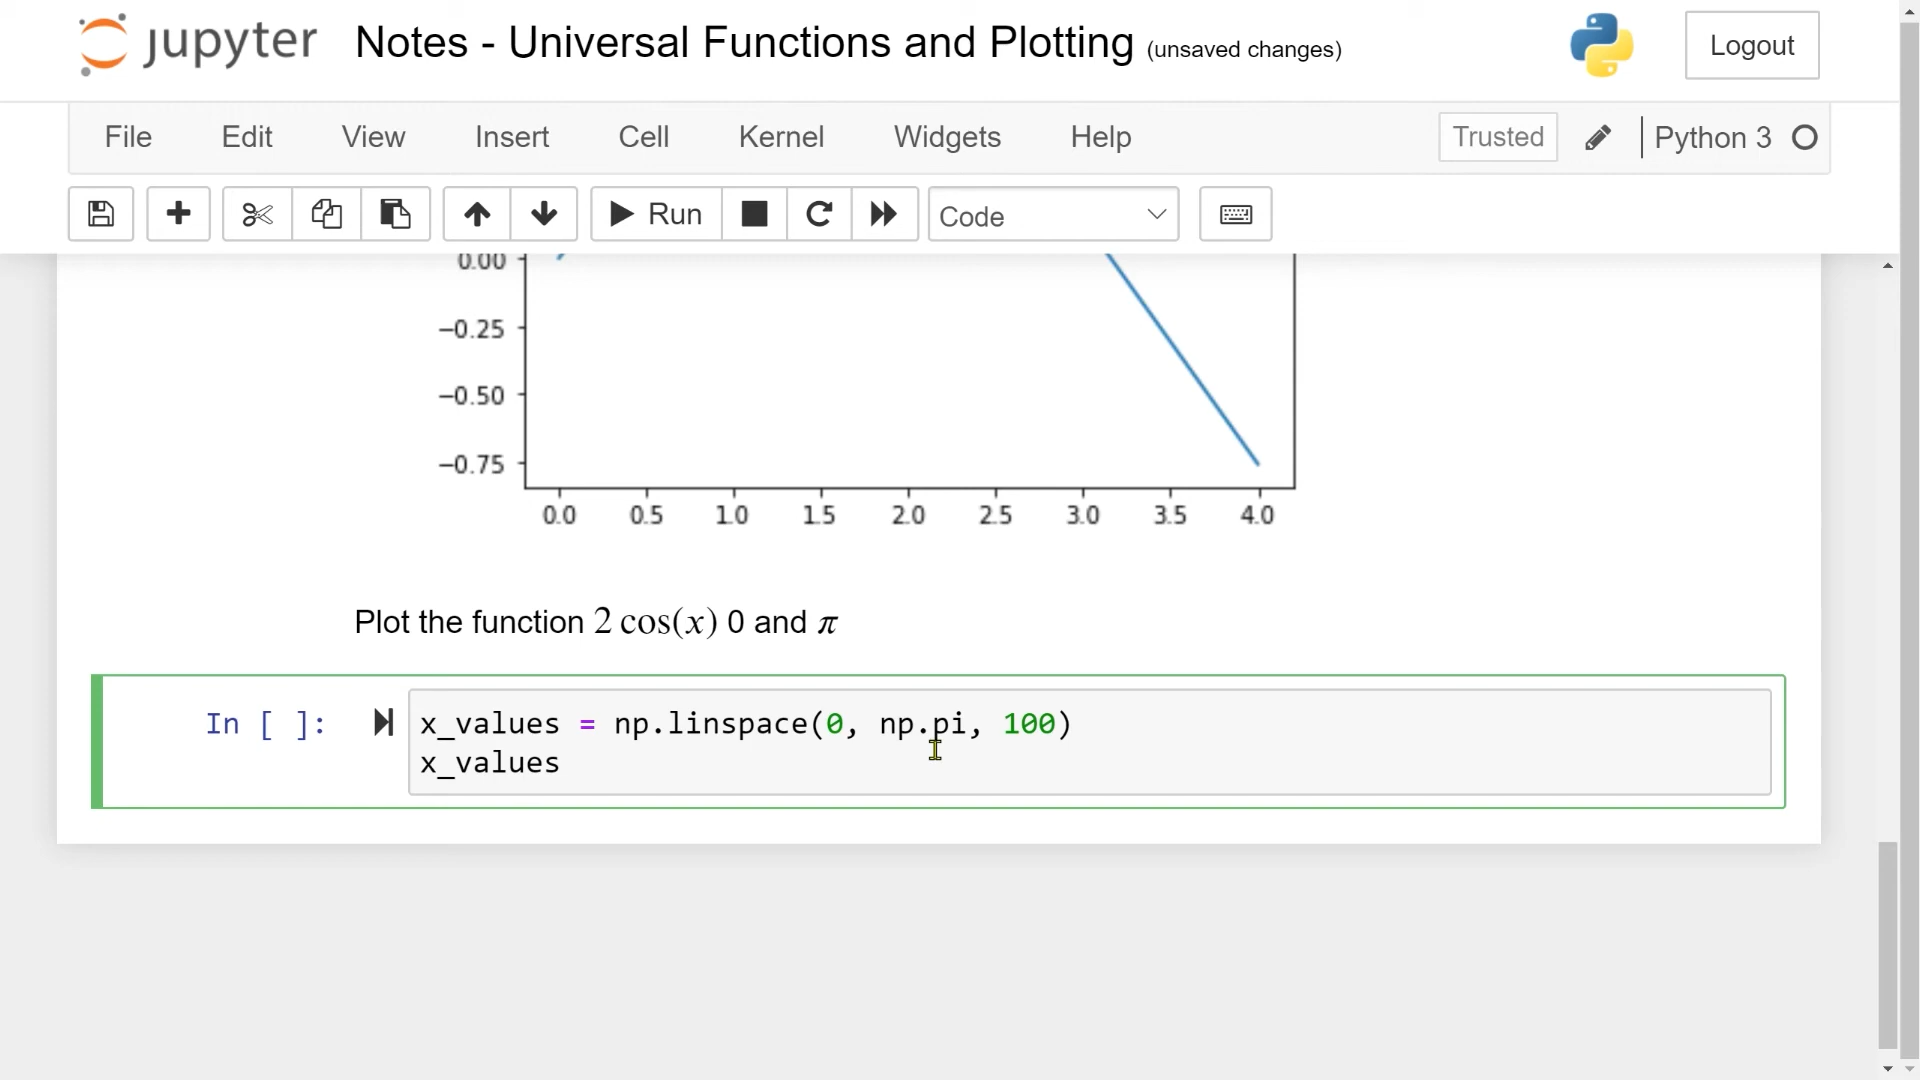 jupyter Notes - Universal Functions and Plotting (unsaved changes) Logout
File Edit View Insert Cell Kernel Widgets Help Trusted Python 3
Run Code
0.00
−0.25
−0.50
−0.75
0.0 0.5 1.0 1.5 2.0 2.5 3.0 3.5 4.0
Plot the function 2 cos(x) 0 and π
In [ ]: x_values = np.linspace(0, np.pi, 100)
x_values